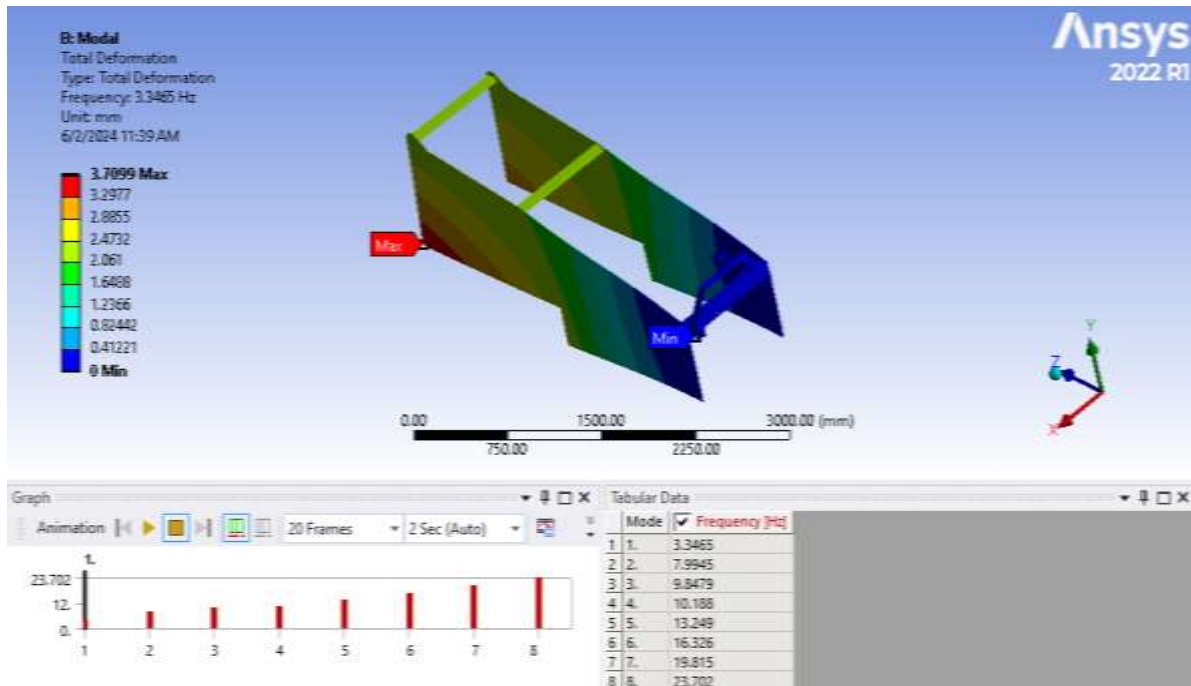 B: Modal
Total Deformation
Type: Total Deformation
Frequency: 3.3465 Hz
Unit: mm
6/2/2024 11:39 AM
3.7099 Max
3.2977
2.8855
2.4732
2.061
1.6488
1.2366
0.82442
0.41221
0 Min
Ansys
2022 R1
Max
Min
Y
Z
X
0.00 1500.00 3000.00 (mm)
750.00 2250.00
Graph
Animation 20 Frames 2 Sec (Auto)
1.
23.702
12.
0.
1 2 3 4 5 6 7 8
Tabular Data
Mode Frequency [Hz]
1 1. 3.3465
2 2. 7.9945
3 3. 9.8479
4 4. 10.188
5 5. 13.249
6 6. 16.326
7 7. 19.815
8 8. 23.702